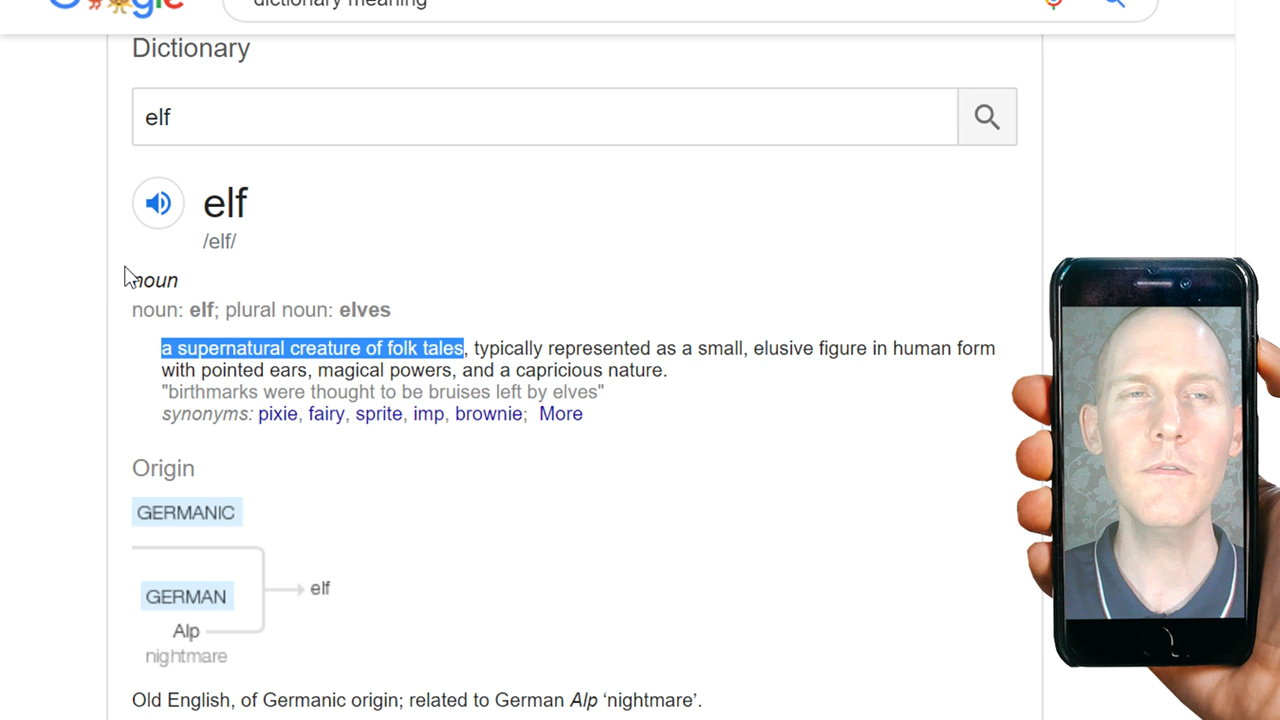 Google
dictionary meaning
Dictionary
elf
elf
/elf/
noun
noun: elf; plural noun: elves
a supernatural creature of folk tales, typically represented as a small, elusive figure in human form
with pointed ears, magical powers, and a capricious nature.
"birthmarks were thought to be bruises left by elves"
synonyms: pixie, fairy, sprite, imp, brownie; More
Origin
GERMANIC
GERMAN
elf
Alp
nightmare
Old English, of Germanic origin; related to German Alp ‘nightmare’.